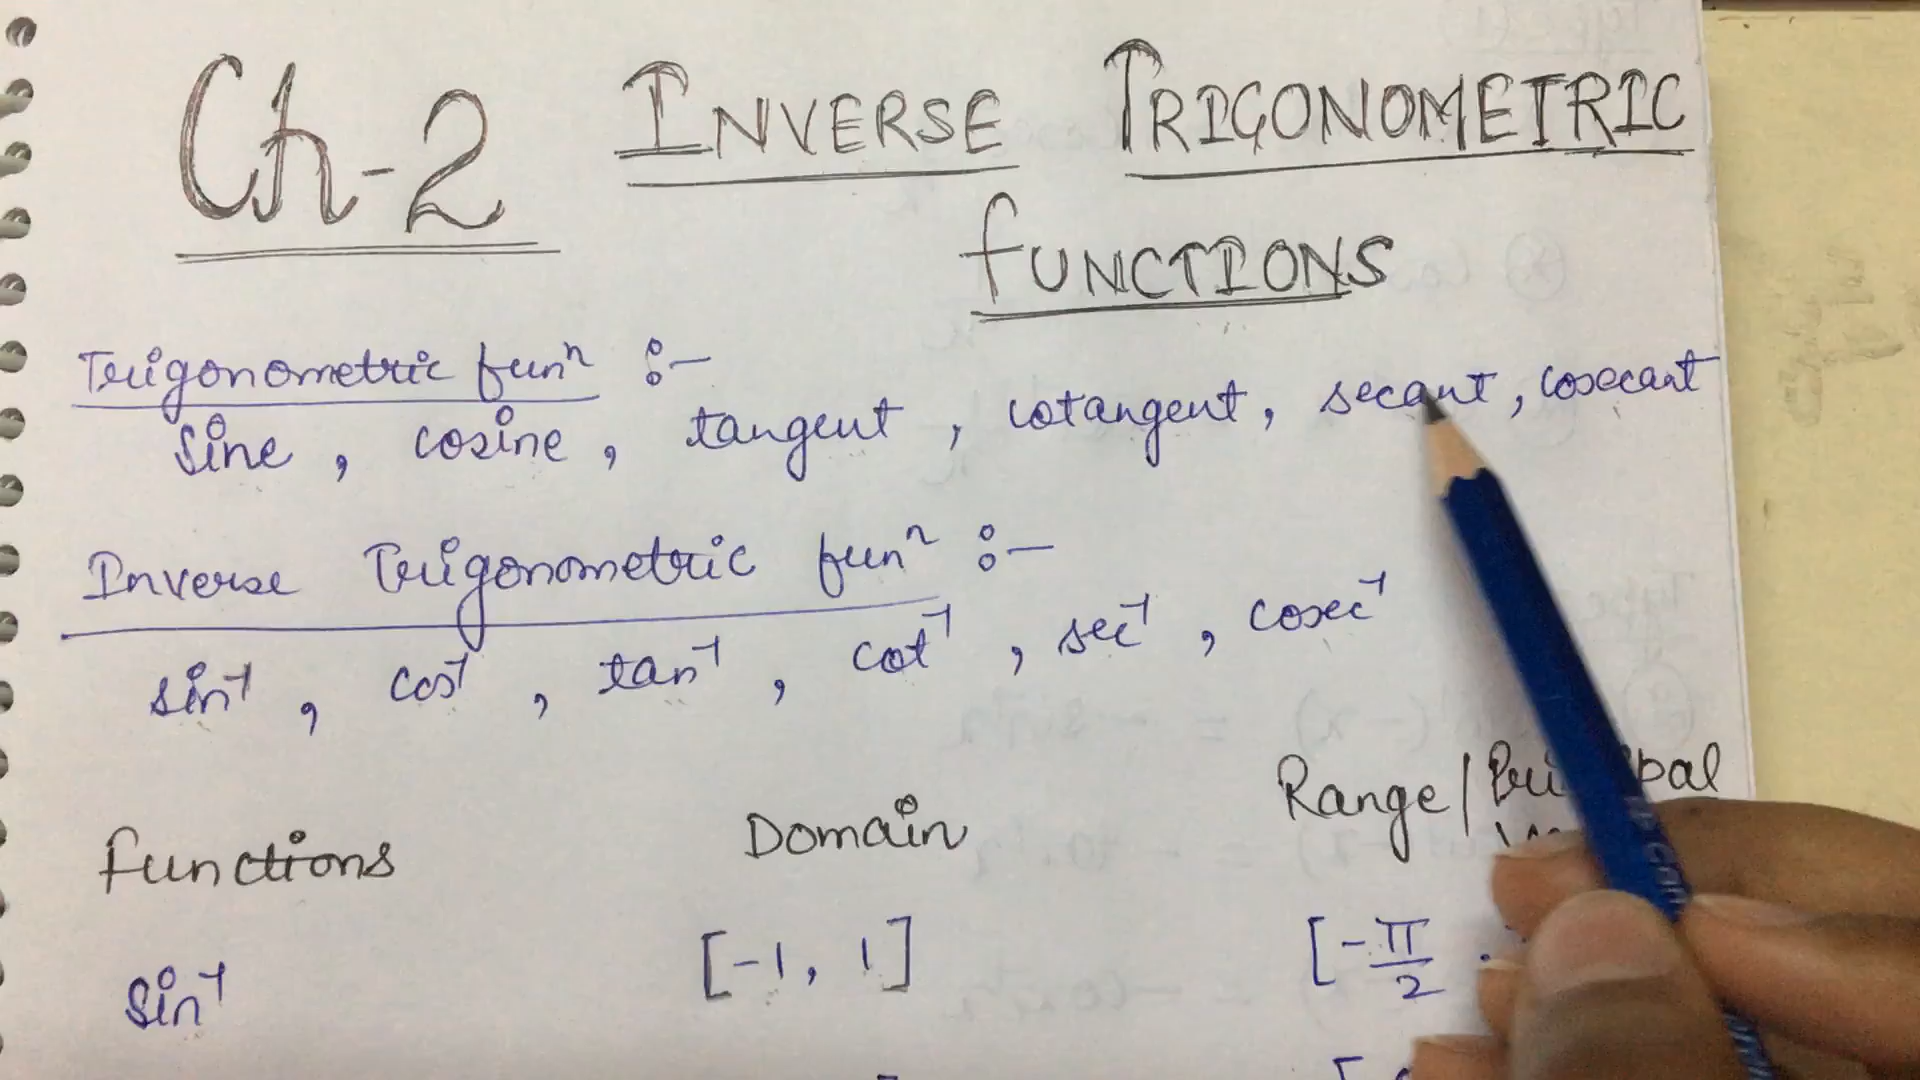 Ch-2 INVERSE TRIGONOMETRIC
FUNCTIONS
Trigonometric funⁿ :-
Sine, cosine, tangent, cotangent, secant, cosecant
Inverse Trigonometric funⁿ :-
sin⁻¹, cos⁻¹, tan⁻¹, cot⁻¹, sec⁻¹, cosec⁻¹
Functions Domain Range/
Sin⁻¹ [-1, 1] [-π/2